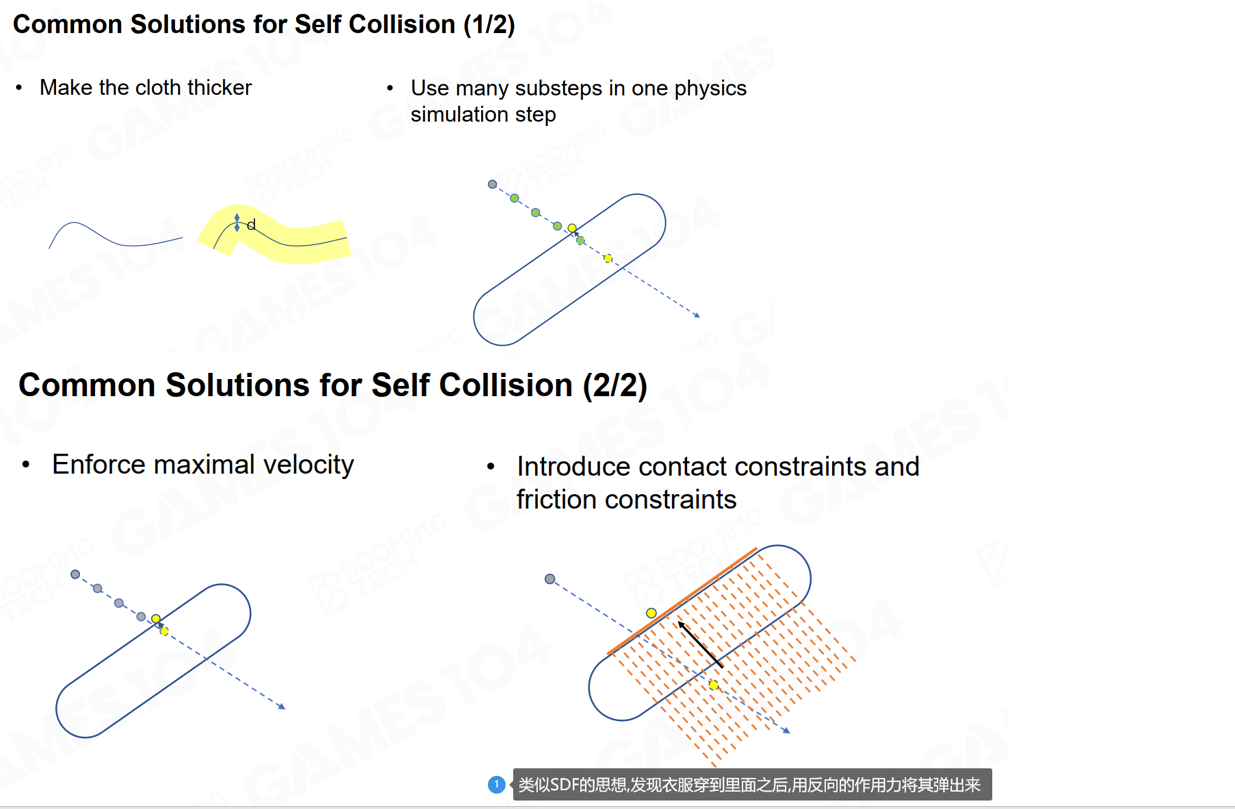 Common Solutions for Self Collision (1/2)
• Make the cloth thicker
• Use many substeps in one physics
simulation step
d
Common Solutions for Self Collision (2/2)
• Enforce maximal velocity
• Introduce contact constraints and
friction constraints
1 类似SDF的思想,发现衣服穿到里面之后,用反向的作用力将其弹出来
GAMES104
BOOMING
TECH